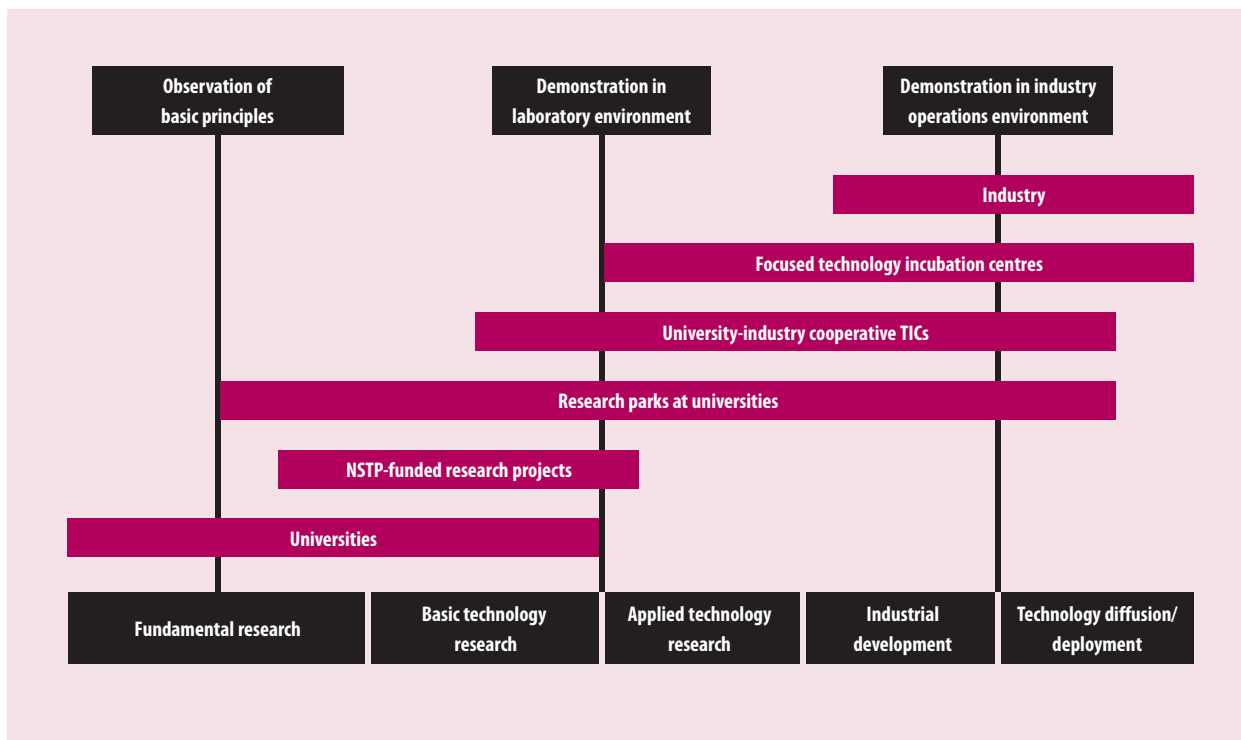 Observation of
basic principles
Demonstration in
laboratory environment
Demonstration in industry
operations environment
Industry
Focused technology incubation centres
University-industry cooperative TICs
Research parks at universities
NSTP-funded research projects
Universities
Fundamental research
Basic technology
research
Applied technology
research
Industrial
development
Technology diffusion/
deployment